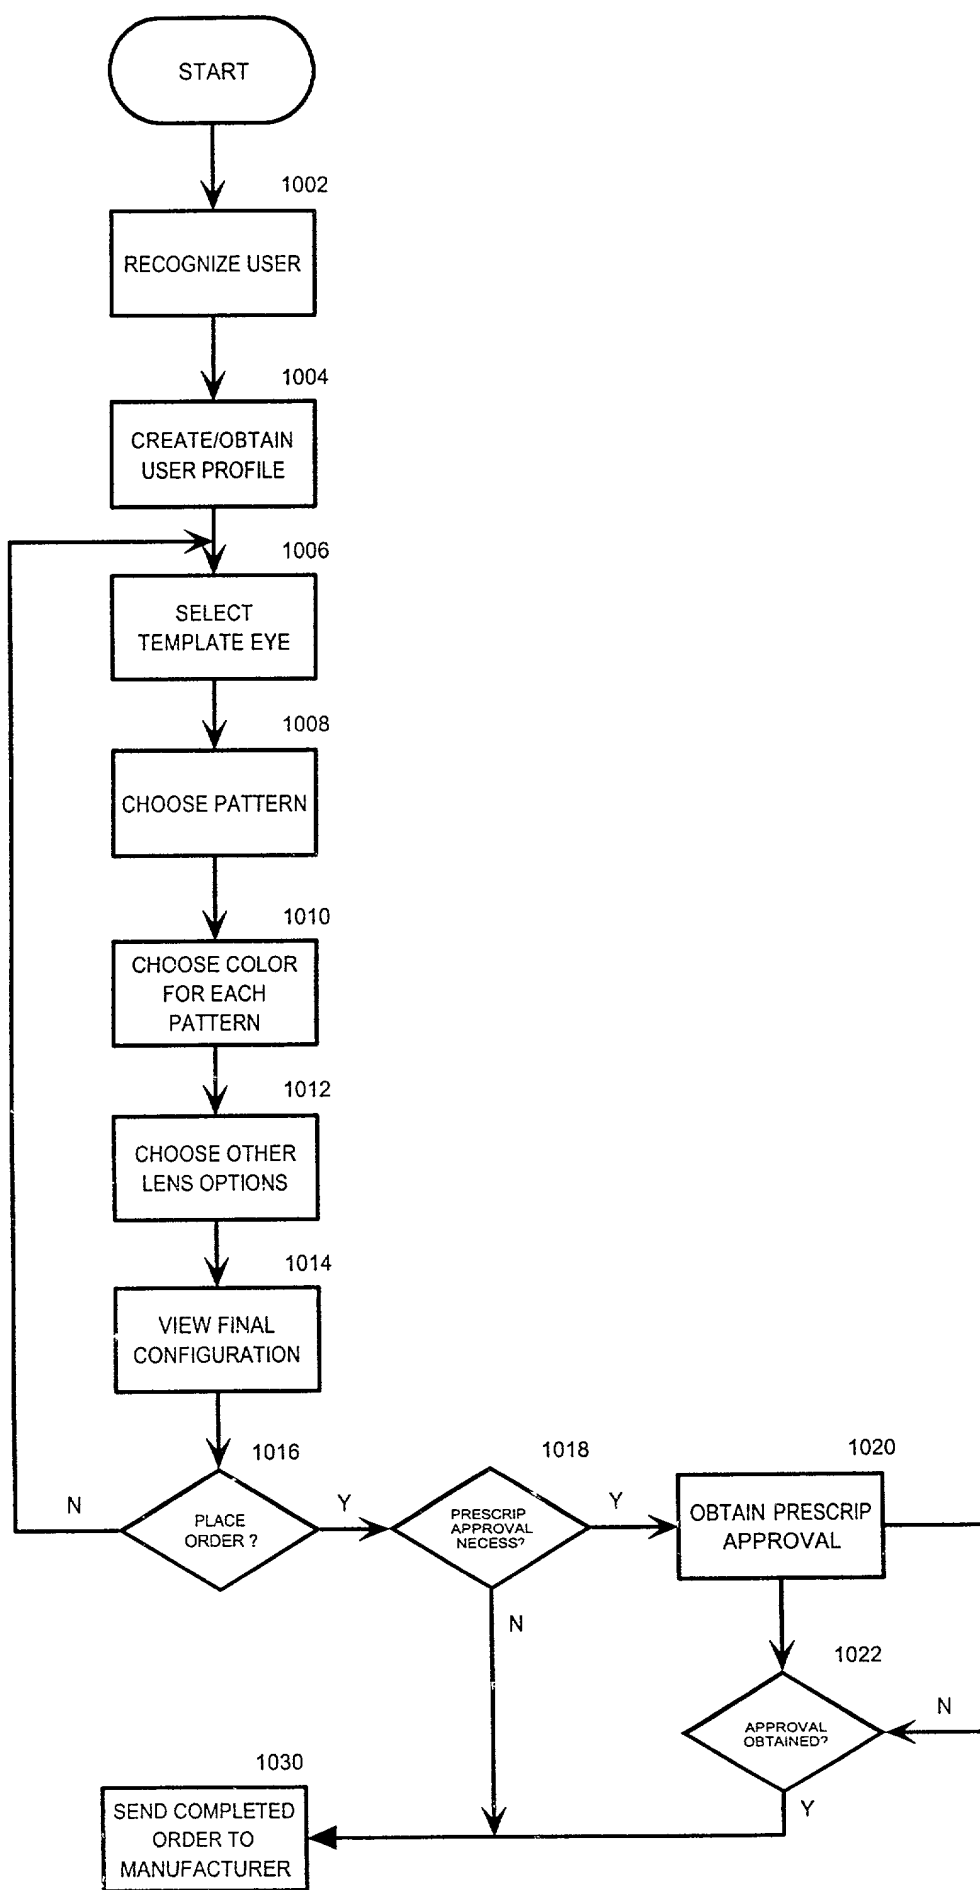 START
1002
RECOGNIZE USER
1004
CREATE/OBTAIN
USER PROFILE
1006
SELECT
TEMPLATE EYE
1008
CHOOSE PATTERN
1010
CHOOSE COLOR
FOR EACH
PATTERN
1012
CHOOSE OTHER
LENS OPTIONS
1014
VIEW FINAL
CONFIGURATION
1016
N
PLACE
ORDER ?
Y
1018
PRESCRIP
APPROVAL
NECESS?
Y
N
1020
OBTAIN PRESCRIP
APPROVAL
1022
APPROVAL
OBTAINED?
N
Y
1030
SEND COMPLETED
ORDER TO
MANUFACTURER